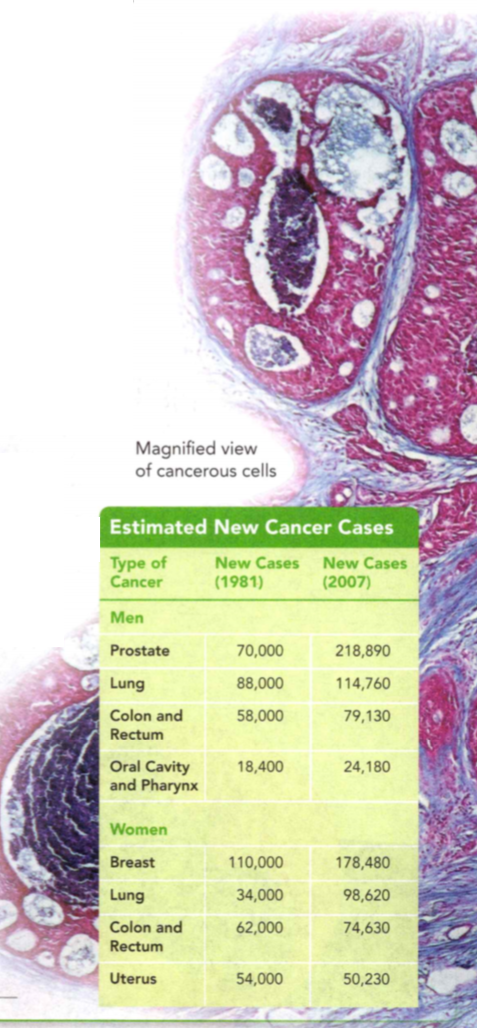 Magnified view
of cancerous cells
Estimated New Cancer Cases
Type of Cancer New Cases (1981) New Cases (2007)
Men
Prostate 70,000 218,890
Lung 88,000 114,760
Colon and Rectum 58,000 79,130
Oral Cavity and Pharynx 18,400 24,180
Women
Breast 110,000 178,480
Lung 34,000 98,620
Colon and Rectum 62,000 74,630
Uterus 54,000 50,230